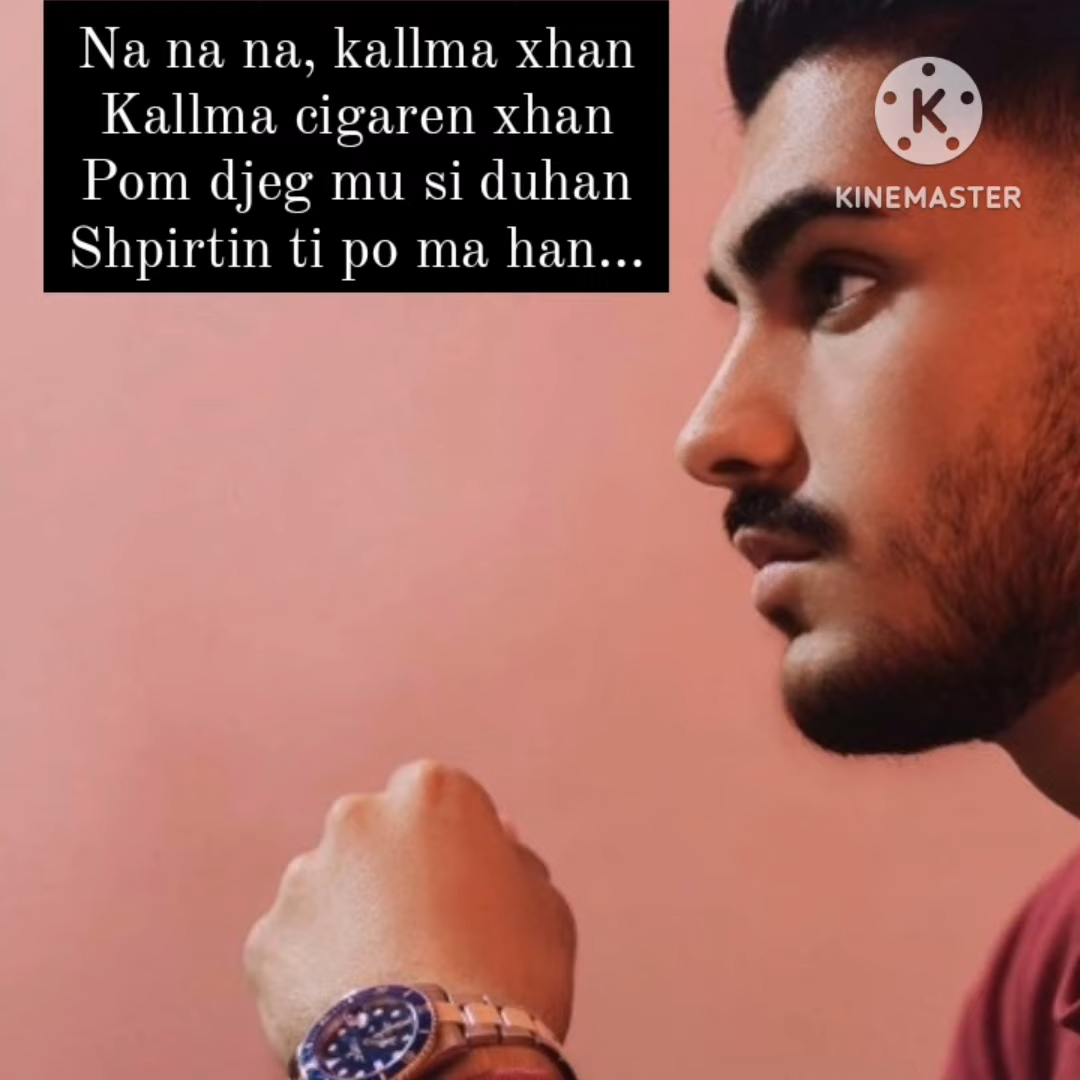 Na na na, kallma xhan
Kallma cigaren xhan
Pom djeg mu si duhan
Shpirtin ti po ma han...
K
KINEMASTER